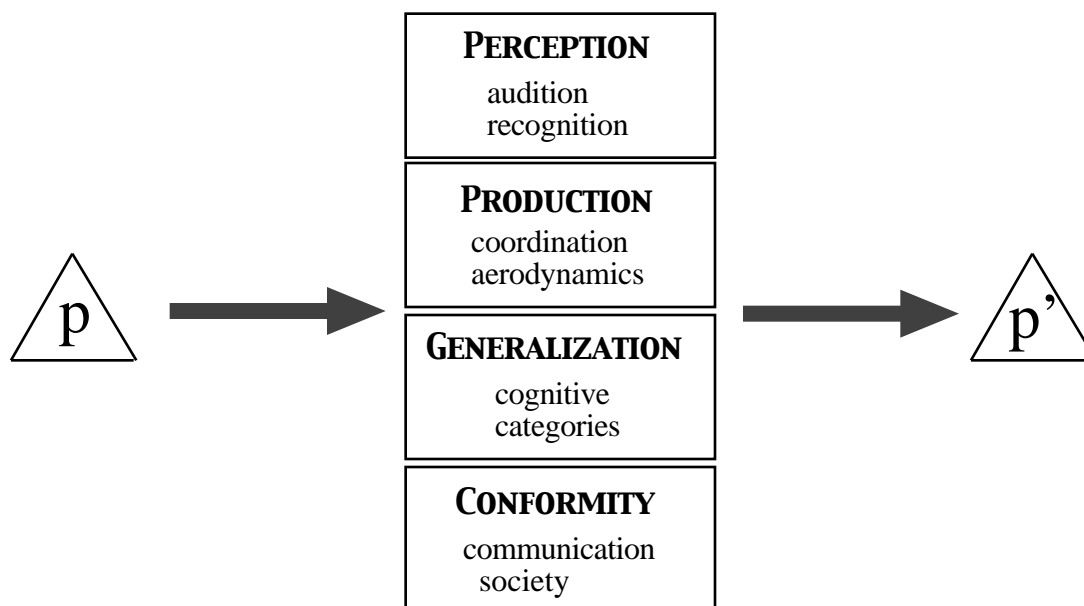 PERCEPTION
audition
recognition
PRODUCTION
coordination
aerodynamics
p
p’
GENERALIZATION
cognitive
categories
CONFORMITY
communication
society